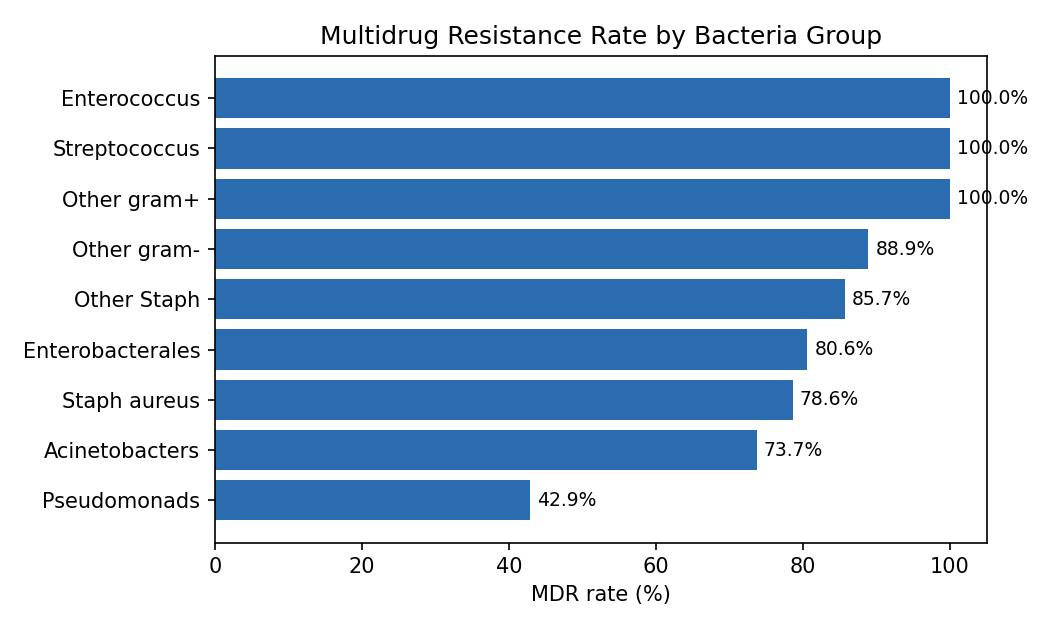 Multidrug Resistance Rate by Bacteria Group
Enterococcus 100.0%
Streptococcus 100.0%
Other gram+ 100.0%
Other gram- 88.9%
Other Staph 85.7%
Enterobacterales 80.6%
Staph aureus 78.6%
Acinetobacters 73.7%
Pseudomonads 42.9%
0 20 40 60 80 100
MDR rate (%)